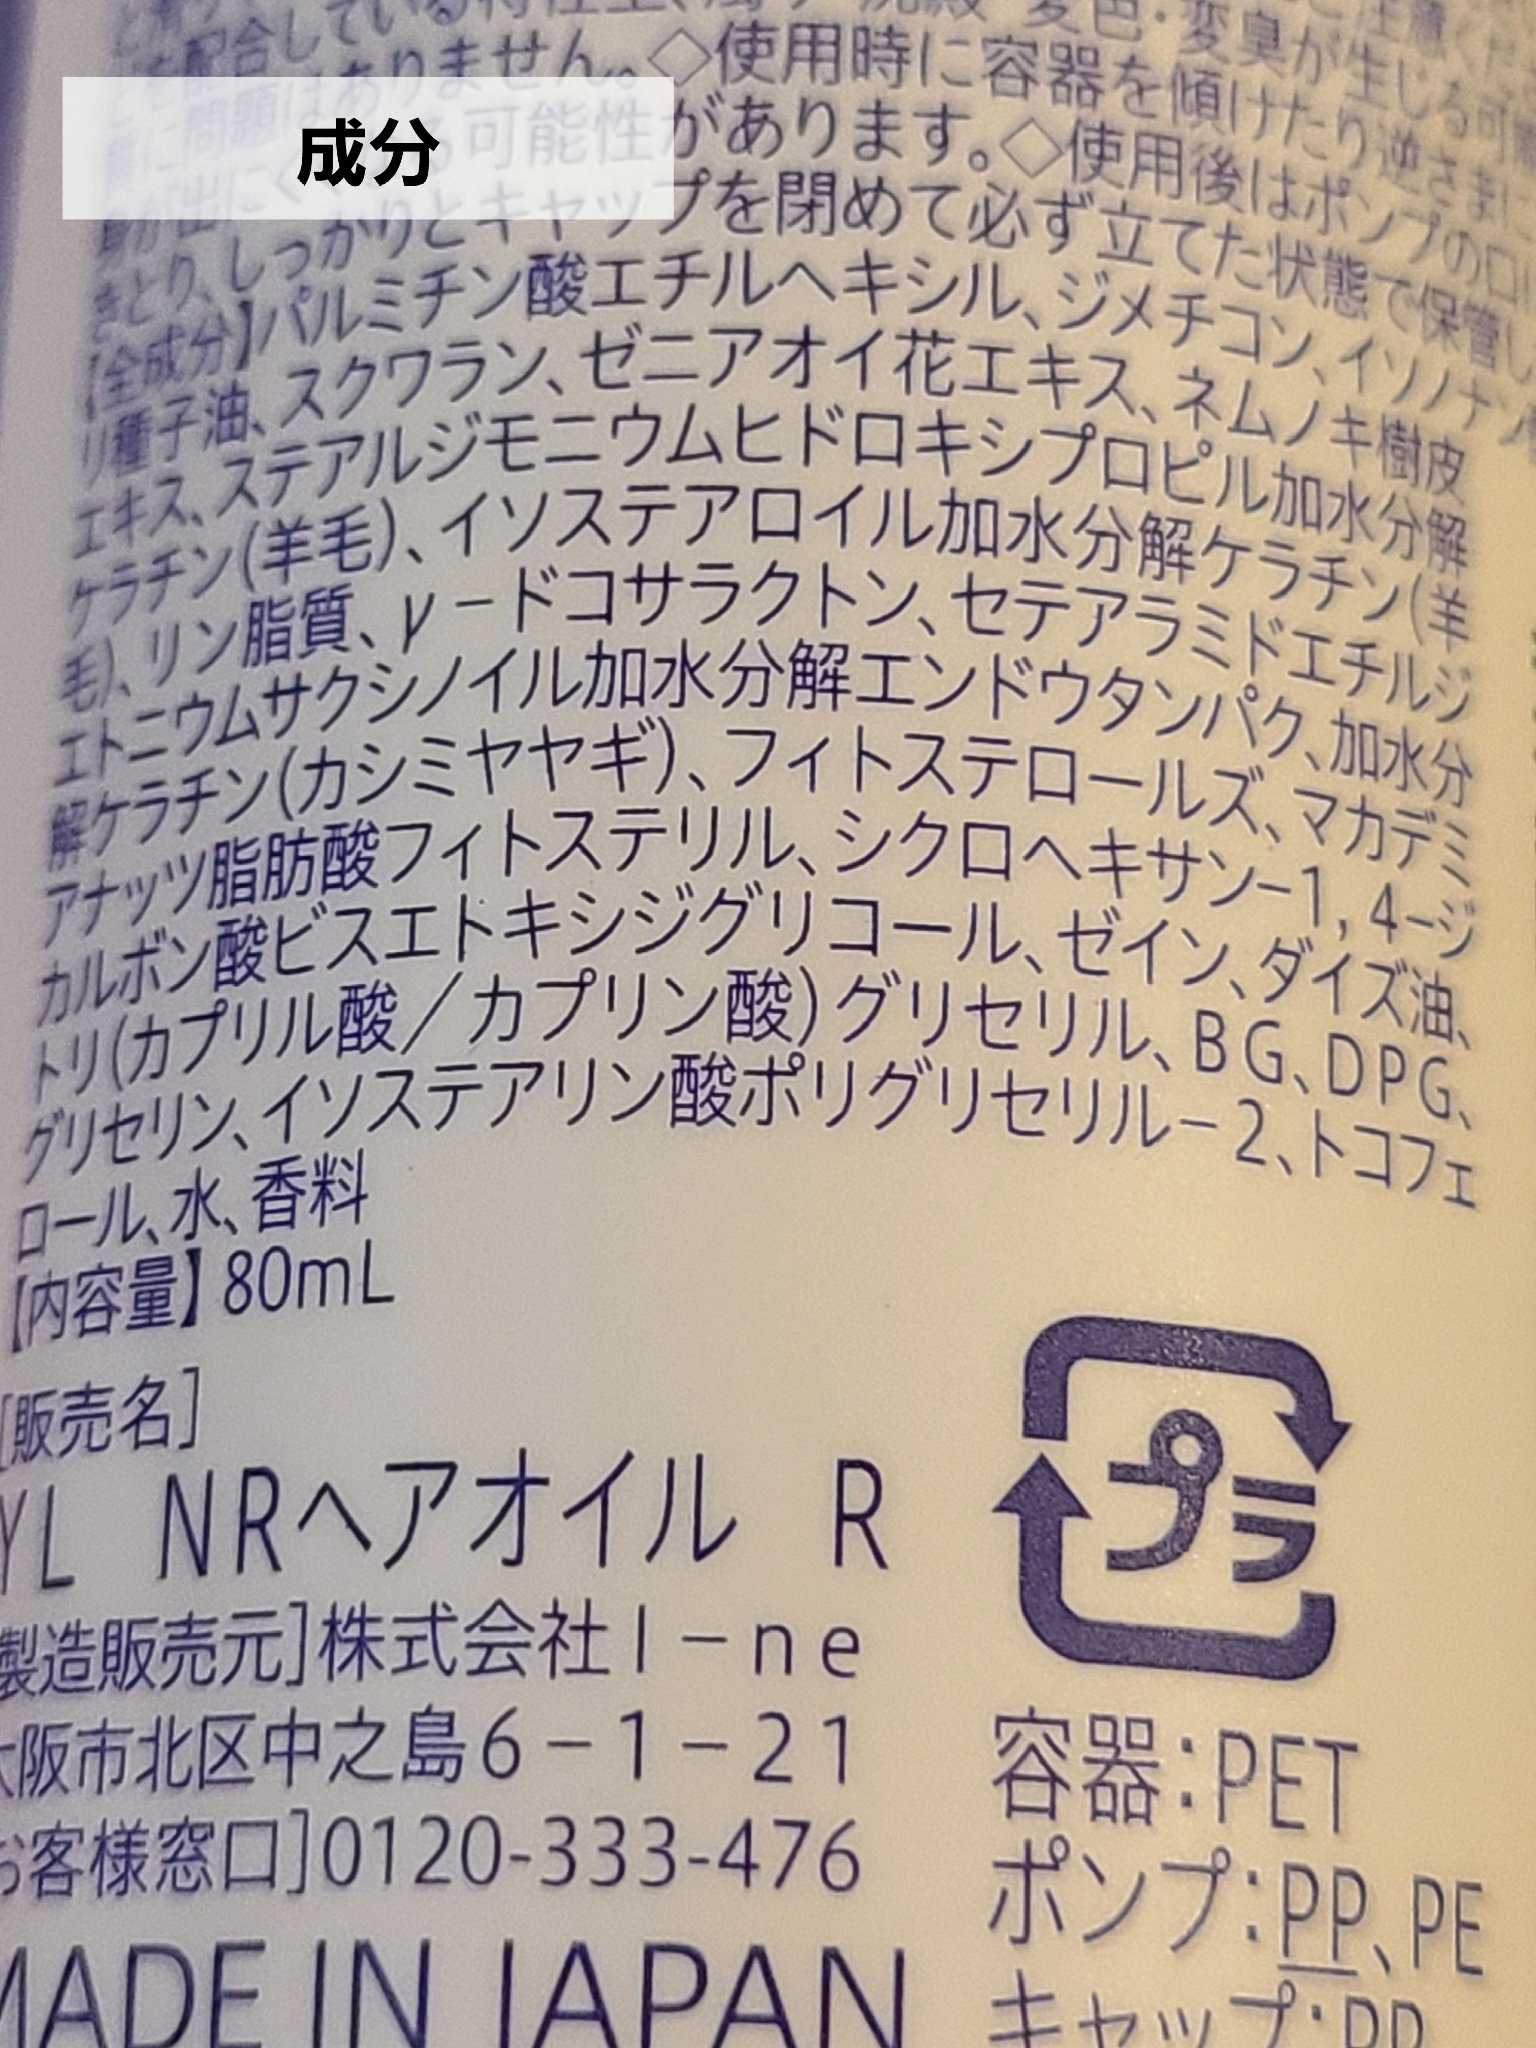 を配合している
変色・変臭が生じる可能
問題はありません。◇使用時に容器を傾けたり逆さまに
成分
可能性があります。◇使用後はポンプの口
きとり、しっかりとキャップを閉めて必ず立てた状態で保管し
【全成分】パルミチン酸エチルヘキシル、ジメチコン、イソノナン
リ種子油、スクワラン、ゼニアオイ花エキス、ネムノキ樹皮
エキス、ステアルジモニウムヒドロキシプロピル加水分解
ケラチン(羊毛)、イソステアロイル加水分解ケラチン(羊
毛)、リン脂質、γードコサラクトン、セテアラミドエチルジ
エトニウムサクシノイル加水分解エンドウタンパク、加水分
解ケラチン(カシミヤヤギ)、フィトステロールズ、マカデミ
アナッツ脂肪酸フィトステリル、シクロヘキサン-1, 4-ジ
カルボン酸ビスエトキシジグリコール、ゼイン、ダイズ油、
トリ(カプリル酸/カプリン酸)グリセリル、BG、DPG、
グリセリン、イソステアリン酸ポリグリセリル-2、トコフェ
ロール、水、香料
【内容量】80mL
[販売名]
YL NRヘアオイル R
製造販売元]株式会社I-ne
大阪市北区中之島6-1-21
お客様窓口]0120-333-476
MADE IN JAPAN
プラ
容器:PET
ポンプ:PP、PE
キャップ:PP